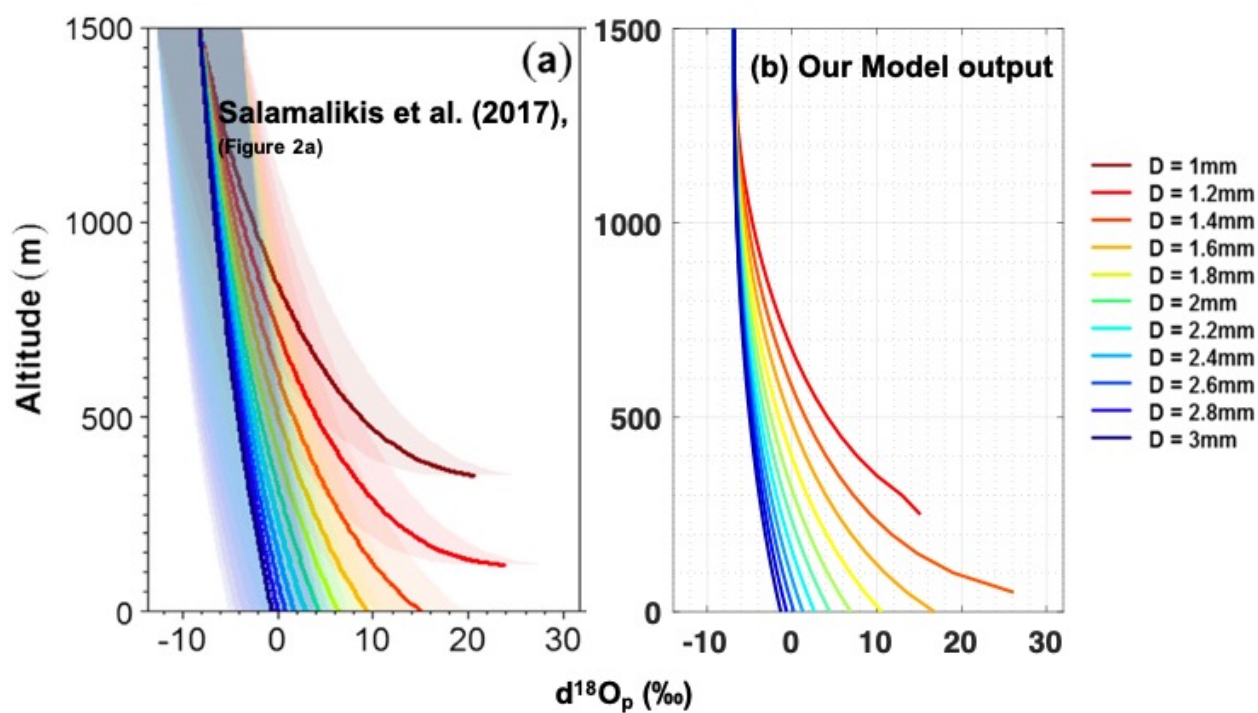 1500
1000
500
0
-10
0
10
20
30
Altitude (m)
(a)
Salamalikis et al. (2017),
(Figure 2a)
1500
1000
500
0
-10
0
10
20
30
(b) Our Model output
d¹⁸Oₚ (‰)
D = 1mm
D = 1.2mm
D = 1.4mm
D = 1.6mm
D = 1.8mm
D = 2mm
D = 2.2mm
D = 2.4mm
D = 2.6mm
D = 2.8mm
D = 3mm